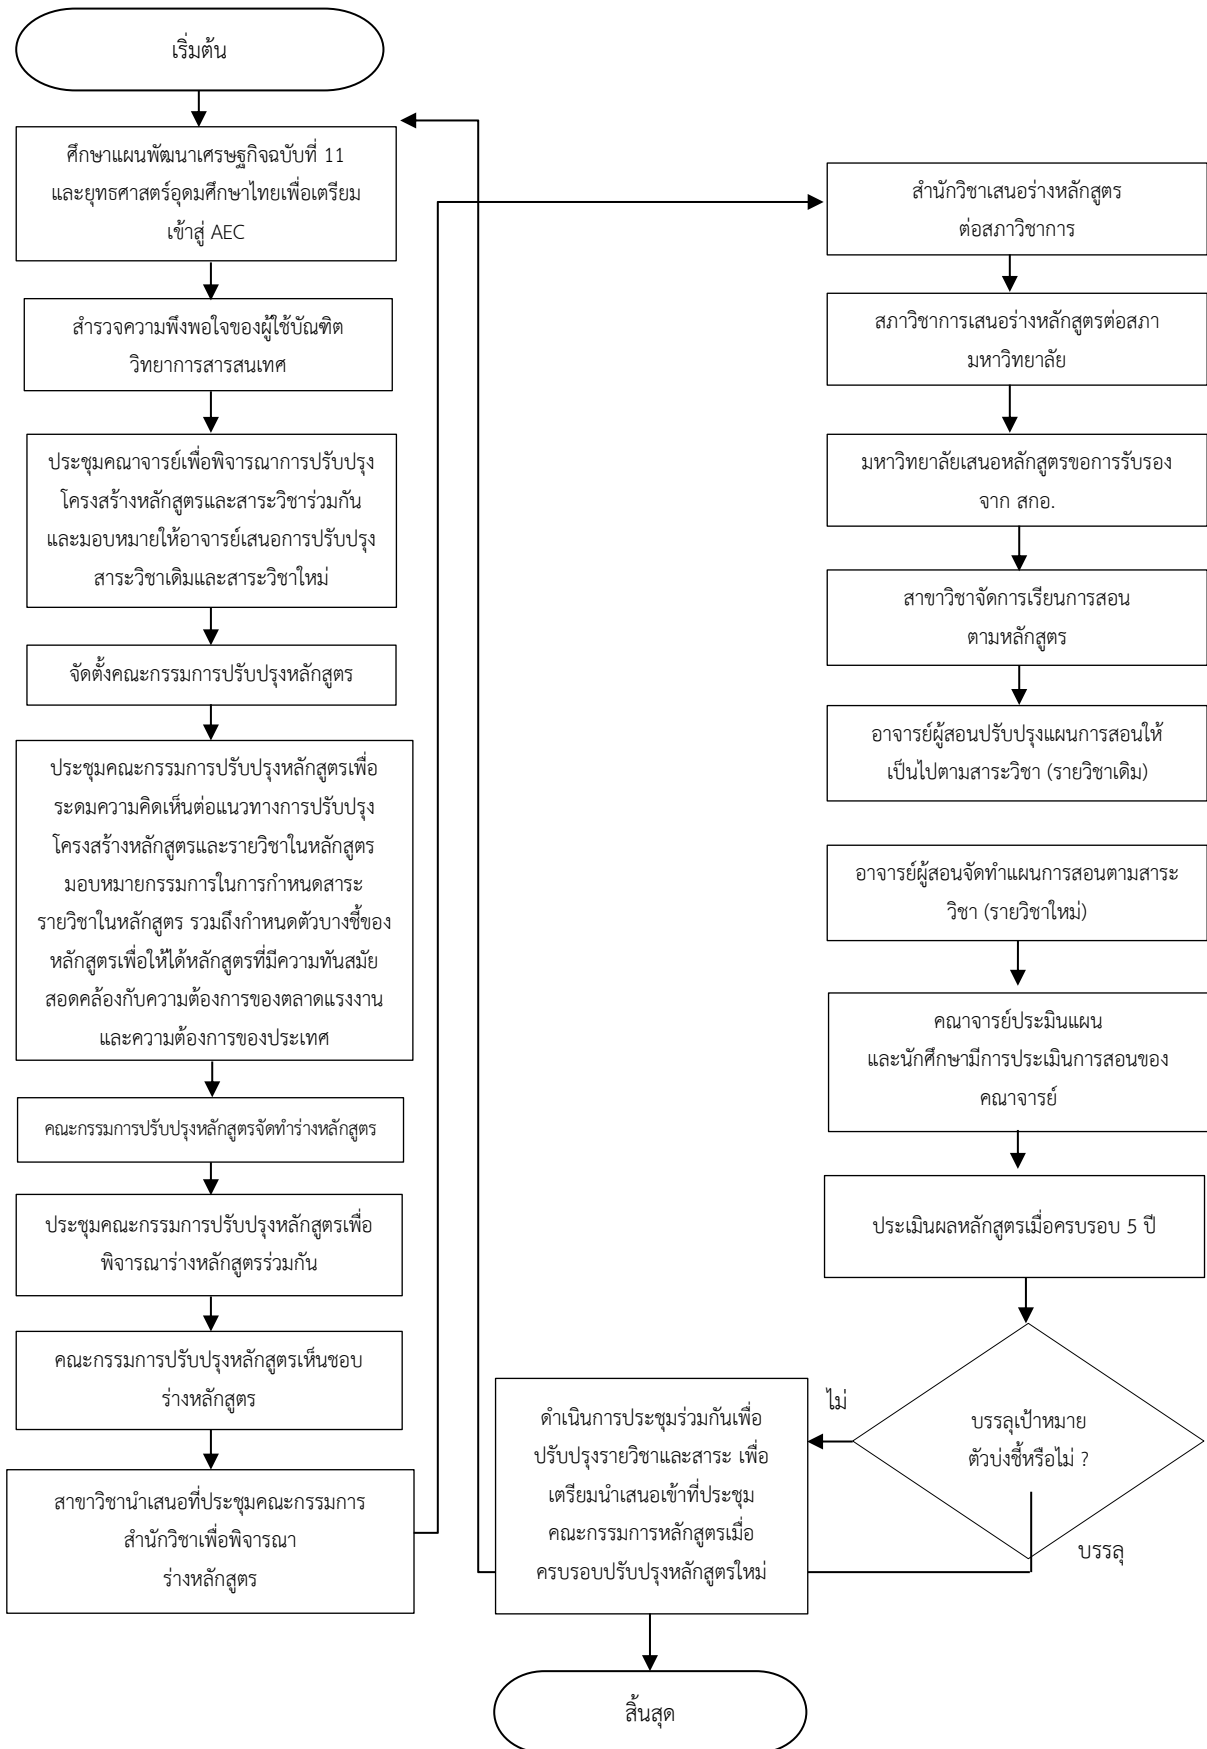 เริ่มต้น
ศึกษาแผนพัฒนาเศรษฐกิจฉบับที่ 11
และยุทธศาสตร์อุดมศึกษาไทยเพื่อเตรียม
เข้าสู่ AEC
สำรวจความพึงพอใจของผู้ใช้บัณฑิต
วิทยาการสารสนเทศ
ประชุมคณาจารย์เพื่อพิจารณาการปรับปรุง
โครงสร้างหลักสูตรและสาระวิชาร่วมกัน
และมอบหมายให้อาจารย์เสนอการปรับปรุง
สาระวิชาเดิมและสาระวิชาใหม่
จัดตั้งคณะกรรมการปรับปรุงหลักสูตร
ประชุมคณะกรรมการปรับปรุงหลักสูตรเพื่อ
ระดมความคิดเห็นต่อแนวทางการปรับปรุง
โครงสร้างหลักสูตรและรายวิชาในหลักสูตร
มอบหมายกรรมการในการกำหนดสาระ
รายวิชาในหลักสูตร รวมถึงกำหนดตัวบางชี้ของ
หลักสูตรเพื่อให้ได้หลักสูตรที่มีความทันสมัย
สอดคล้องกับความต้องการของตลาดแรงงาน
และความต้องการของประเทศ
คณะกรรมการปรับปรุงหลักสูตรจัดทำร่างหลักสูตร
ประชุมคณะกรรมการปรับปรุงหลักสูตรเพื่อ
พิจารณาร่างหลักสูตรร่วมกัน
คณะกรรมการปรับปรุงหลักสูตรเห็นชอบ
ร่างหลักสูตร
สาขาวิชานำเสนอที่ประชุมคณะกรรมการ
สำนักวิชาเพื่อพิจารณา
ร่างหลักสูตร
สำนักวิชาเสนอร่างหลักสูตร
ต่อสภาวิชาการ
สภาวิชาการเสนอร่างหลักสูตรต่อสภา
มหาวิทยาลัย
มหาวิทยาลัยเสนอหลักสูตรขอการรับรอง
จาก สกอ.
สาขาวิชาจัดการเรียนการสอน
ตามหลักสูตร
อาจารย์ผู้สอนปรับปรุงแผนการสอนให้
เป็นไปตามสาระวิชา (รายวิชาเดิม)
อาจารย์ผู้สอนจัดทำแผนการสอนตามสาระ
วิชา (รายวิชาใหม่)
คณาจารย์ประมินแผน
และนักศึกษามีการประเมินการสอนของ
คณาจารย์
ประเมินผลหลักสูตรเมื่อครบรอบ 5 ปี
บรรลุเป้าหมาย
ตัวบ่งชี้หรือไม่ ?
ไม่
บรรลุ
ดำเนินการประชุมร่วมกันเพื่อ
ปรับปรุงรายวิชาและสาระ เพื่อ
เตรียมนำเสนอเข้าที่ประชุม
คณะกรรมการหลักสูตรเมื่อ
ครบรอบปรับปรุงหลักสูตรใหม่
สิ้นสุด